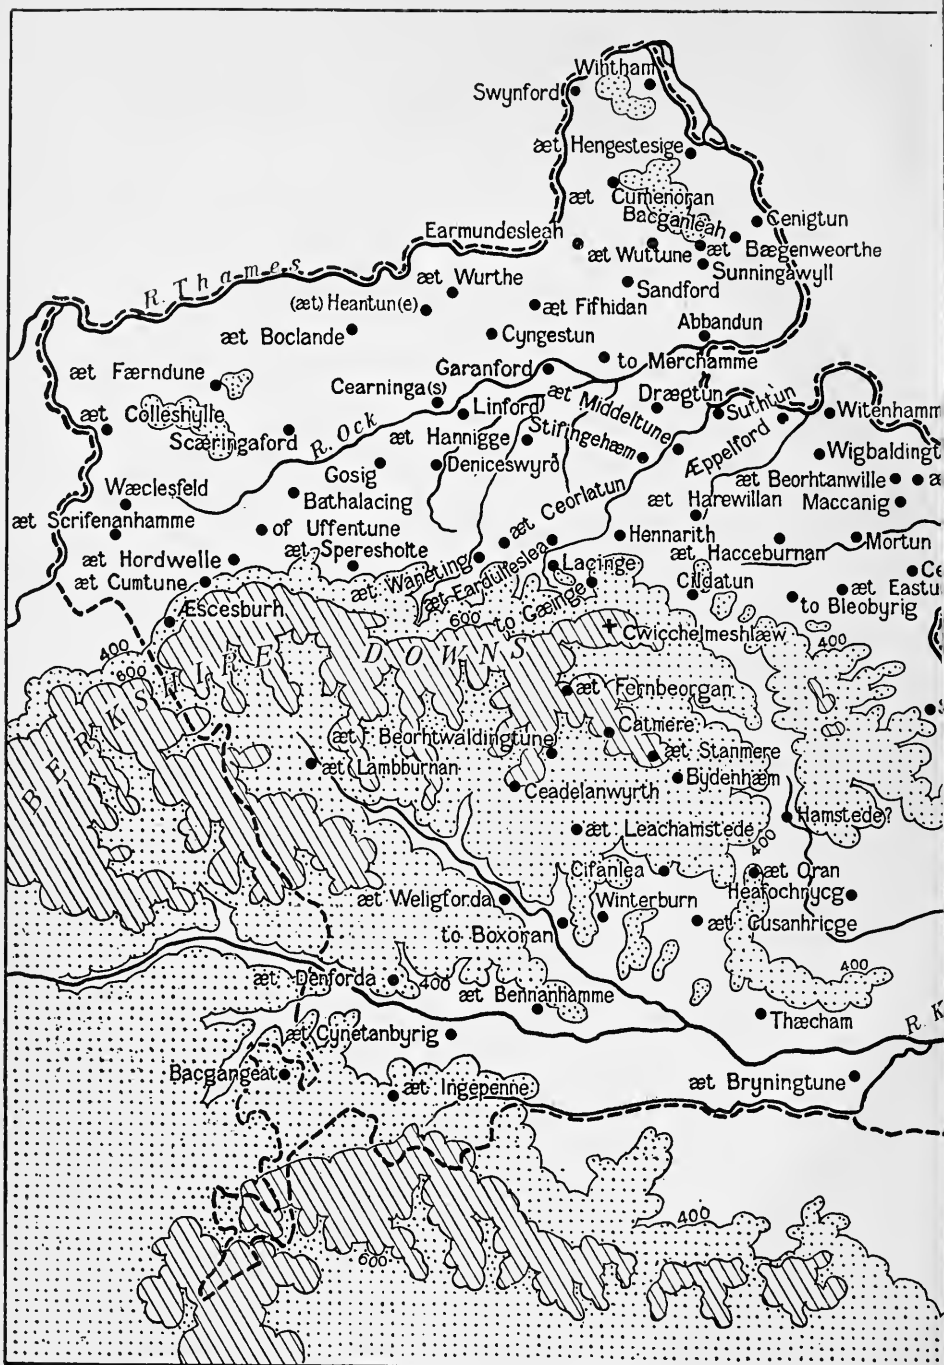 Wihtham
Swynford
æt Hengestesige
æt Cumenoran
Bacganleah
Cenigtun
Earmundesleah
æt Wuttune
æt Bægenweorthe
Sunningawyll
R. Thames
æt Wurthe
Sandford
(æt) Heantun(e)
æt Fifhidan
æt Boclande
Cyngestun
Abbandun
to Merchamme
æt Færndune
Garanford
Cearninga(s)
æt Middeltune
Drægtun
Suthtun
æt Colleshylle
Linford
Witenhamm
Scæringaford
R. Ock
æt Hannigge
Stifingehæm
Æppelford
Gosig
Deniceswyrð
Wigbaldingt
Wæclesfeld
Bathalacing
æt Beorhtanwille
æt Ceorlatun
æt Harewillan
Maccanig
æt Scrifenanhamme
of Uffentune
Hennarith
æt Hordwelle
æt Speresholte
æt Hacceburnan
Mortun
æt Waneting
æt Eardulfeslea
Lacinge
æt Cumtune
Cildatun
æt Eastu
to Gæinge
to Bleobyrig
Æscesburh
600
Cwicchelmeshlæw
400
400
600
BERKSHIRE DOWNS
æt Fernbeorgan
Catmere
(æt) Beorhtwaldingtune
æt Stanmere
æt Lambburnan
Bydenhæm
Ceadelanwyrth
Hamstede?
æt Leachamstede
400
Cifanlea
æt Oran
Heafochrycg
æt Weligforda
Winterburn
æt Cusanhricge
to Boxoran
400
æt Denforda
400
æt Bennanhamme
Thæcham
R. K
æt Cynetanbyrig
Bacgangeat
æt Bryningtune
æt Ingepenne
400
600